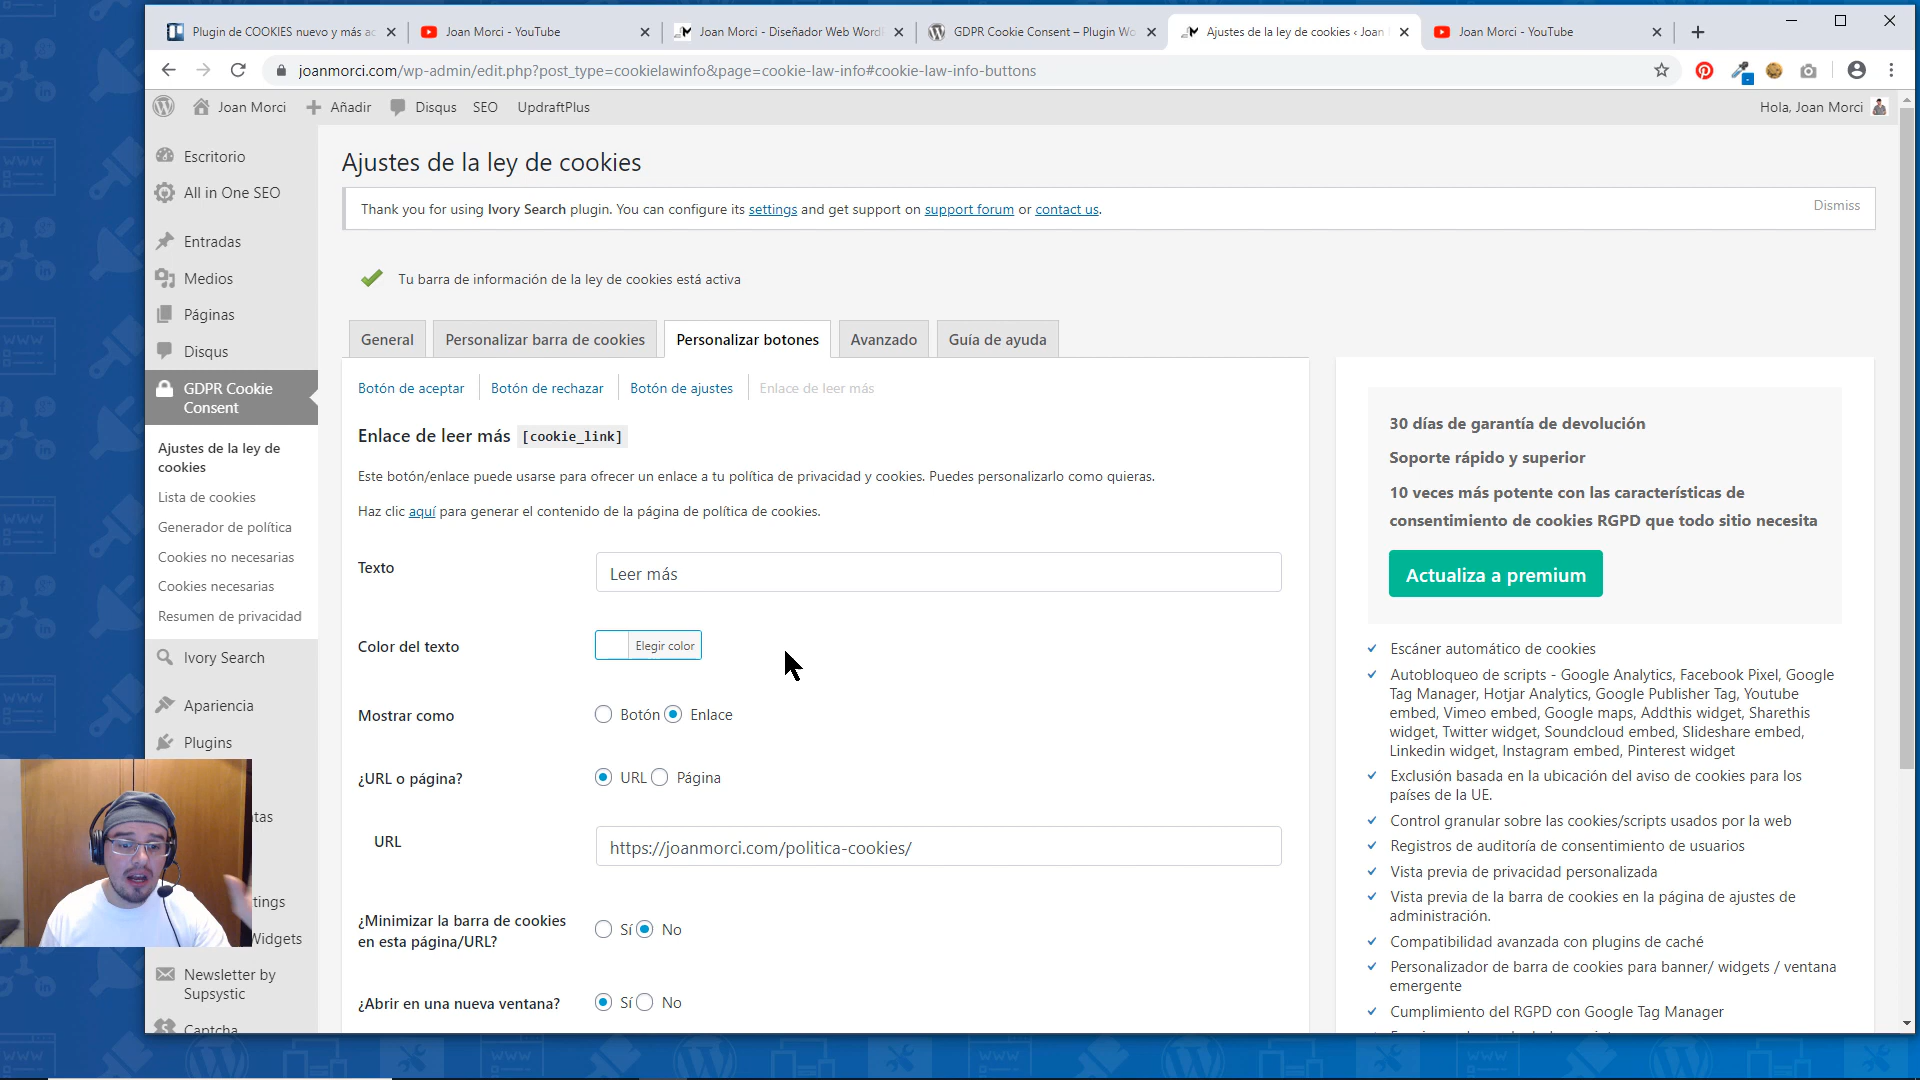 Plugin de COOKIES nuevo y más ac
Joan Morci - YouTube
Joan Morci - Diseñador Web Word
GDPR Cookie Consent – Plugin Wo
Ajustes de la ley de cookies ‹ Joan
Joan Morci - YouTube
joanmorci.com/wp-admin/edit.php?post_type=cookielawinfo&page=cookie-law-info#cookie-law-info-buttons
Joan Morci
Añadir
Disqus
SEO
UpdraftPlus
Hola, Joan Morci
Escritorio
All in One SEO
Entradas
Medios
Páginas
Disqus
GDPR Cookie
Consent
Ajustes de la ley de
cookies
Lista de cookies
Generador de política
Cookies no necesarias
Cookies necesarias
Resumen de privacidad
Ivory Search
Apariencia
Plugins
tas
tings
Widgets
Newsletter by
Supsystic
Captcha
Ajustes de la ley de cookies
Thank you for using Ivory Search plugin. You can configure its settings and get support on support forum or contact us.
Dismiss
Tu barra de información de la ley de cookies está activa
General
Personalizar barra de cookies
Personalizar botones
Avanzado
Guía de ayuda
Botón de aceptar
Botón de rechazar
Botón de ajustes
Enlace de leer más
Enlace de leer más [cookie_link]
Este botón/enlace puede usarse para ofrecer un enlace a tu política de privacidad y cookies. Puedes personalizarlo como quieras.
Haz clic aquí para generar el contenido de la página de política de cookies.
Texto
Leer más
Color del texto
Elegir color
Mostrar como
Botón Enlace
¿URL o página?
URL Página
URL
https://joanmorci.com/politica-cookies/
¿Minimizar la barra de cookies
en esta página/URL?
Sí No
¿Abrir en una nueva ventana?
Sí No
30 días de garantía de devolución
Soporte rápido y superior
10 veces más potente con las características de
consentimiento de cookies RGPD que todo sitio necesita
Actualiza a premium
Escáner automático de cookies
Autobloqueo de scripts - Google Analytics, Facebook Pixel, Google
Tag Manager, Hotjar Analytics, Google Publisher Tag, Youtube
embed, Vimeo embed, Google maps, Addthis widget, Sharethis
widget, Twitter widget, Soundcloud embed, Slideshare embed,
Linkedin widget, Instagram embed, Pinterest widget
Exclusión basada en la ubicación del aviso de cookies para los
países de la UE.
Control granular sobre las cookies/scripts usados por la web
Registros de auditoría de consentimiento de usuarios
Vista previa de privacidad personalizada
Vista previa de la barra de cookies en la página de ajustes de
administración.
Compatibilidad avanzada con plugins de caché
Personalizador de barra de cookies para banner/ widgets / ventana
emergente
Cumplimiento del RGPD con Google Tag Manager